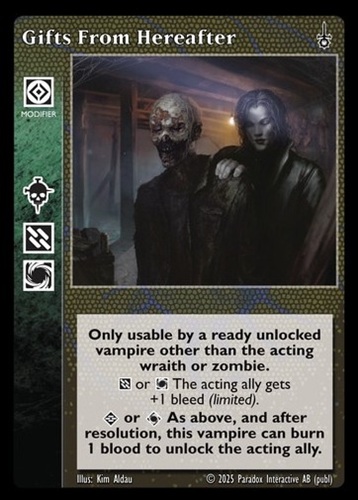 Gifts From Hereafter
MODIFIER
Only usable by a ready unlocked
vampire other than the acting
wraith or zombie.
or The acting ally gets
+1 bleed (limited).
or As above, and after
resolution, this vampire can burn
1 blood to unlock the acting ally.
Illus: Kim Aldau © 2025 Paradox Interactive AB (publ)